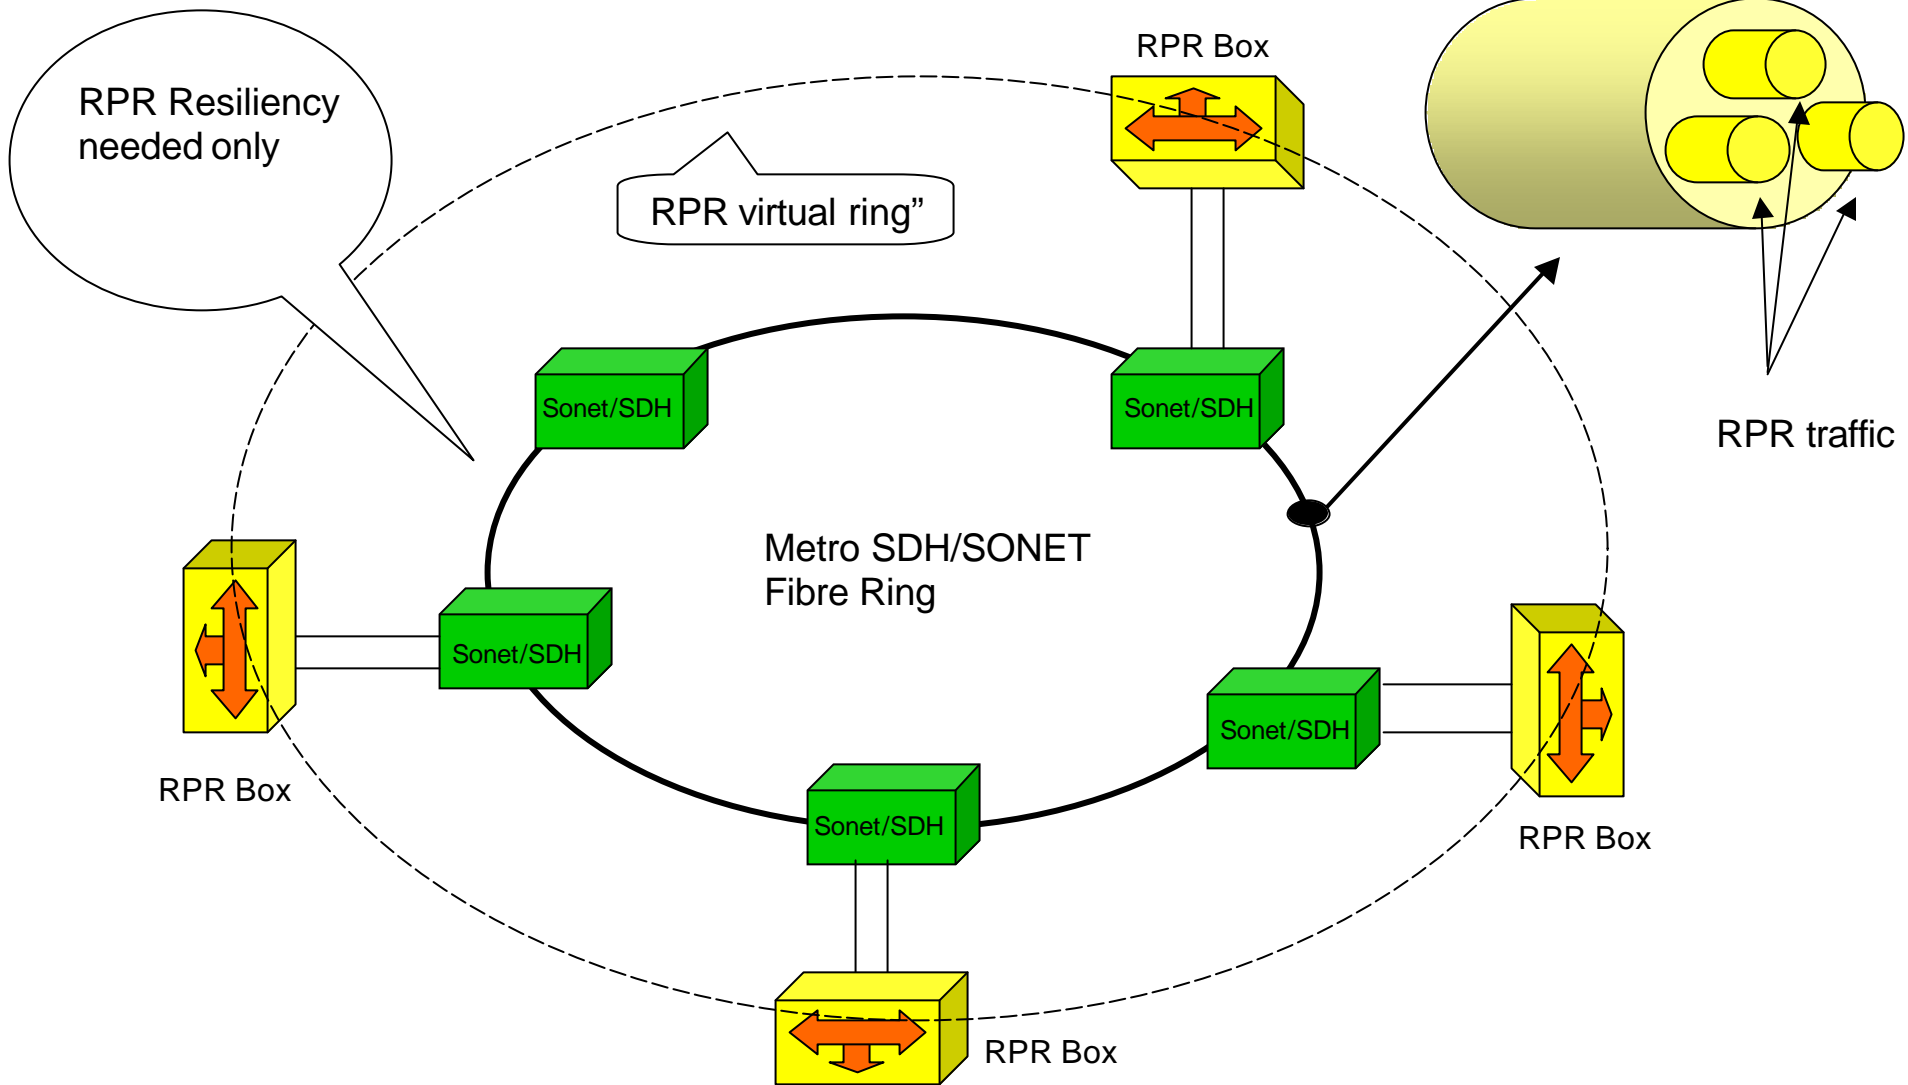 RPR Box
RPR Resiliency
needed only
RPR virtual ring”
Sonet/SDH
Sonet/SDH
RPR traffic
Metro SDH/SONET
Fibre Ring
Sonet/SDH
Sonet/SDH
RPR Box
Sonet/SDH
RPR Box
RPR Box